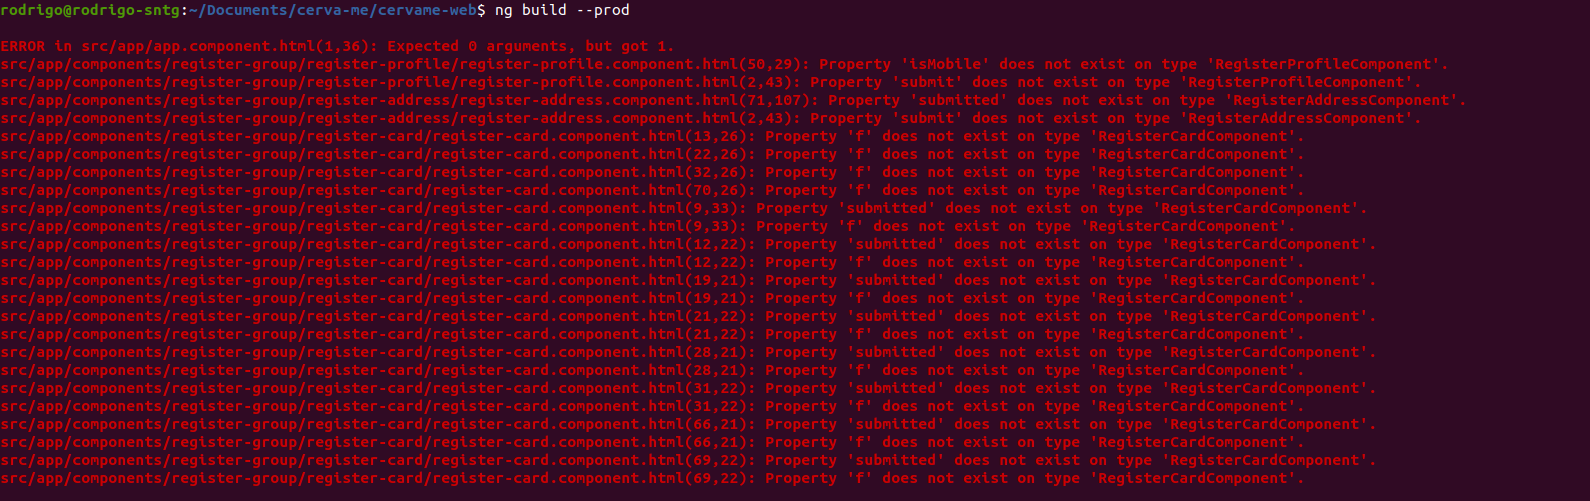 rodrigo@rodrigo-sntg:~/Documents/cerva-me/cervame-web$ ng build --prod
ERROR in src/app/app.component.html(1,36): Expected 0 arguments, but got 1.
src/app/components/register-group/register-profile/register-profile.component.html(50,29): Property 'isMobile' does not exist on type 'RegisterProfileComponent'.
src/app/components/register-group/register-profile/register-profile.component.html(2,43): Property 'submit' does not exist on type 'RegisterProfileComponent'.
src/app/components/register-group/register-address/register-address.component.html(71,107): Property 'submitted' does not exist on type 'RegisterAddressComponent'.
src/app/components/register-group/register-address/register-address.component.html(2,43): Property 'submit' does not exist on type 'RegisterAddressComponent'.
src/app/components/register-group/register-card/register-card.component.html(13,26): Property 'f' does not exist on type 'RegisterCardComponent'.
src/app/components/register-group/register-card/register-card.component.html(22,26): Property 'f' does not exist on type 'RegisterCardComponent'.
src/app/components/register-group/register-card/register-card.component.html(32,26): Property 'f' does not exist on type 'RegisterCardComponent'.
src/app/components/register-group/register-card/register-card.component.html(70,26): Property 'f' does not exist on type 'RegisterCardComponent'.
src/app/components/register-group/register-card/register-card.component.html(9,33): Property 'submitted' does not exist on type 'RegisterCardComponent'.
src/app/components/register-group/register-card/register-card.component.html(9,33): Property 'f' does not exist on type 'RegisterCardComponent'.
src/app/components/register-group/register-card/register-card.component.html(12,22): Property 'submitted' does not exist on type 'RegisterCardComponent'.
src/app/components/register-group/register-card/register-card.component.html(12,22): Property 'f' does not exist on type 'RegisterCardComponent'.
src/app/components/register-group/register-card/register-card.component.html(19,21): Property 'submitted' does not exist on type 'RegisterCardComponent'.
src/app/components/register-group/register-card/register-card.component.html(19,21): Property 'f' does not exist on type 'RegisterCardComponent'.
src/app/components/register-group/register-card/register-card.component.html(21,22): Property 'submitted' does not exist on type 'RegisterCardComponent'.
src/app/components/register-group/register-card/register-card.component.html(21,22): Property 'f' does not exist on type 'RegisterCardComponent'.
src/app/components/register-group/register-card/register-card.component.html(28,21): Property 'submitted' does not exist on type 'RegisterCardComponent'.
src/app/components/register-group/register-card/register-card.component.html(28,21): Property 'f' does not exist on type 'RegisterCardComponent'.
src/app/components/register-group/register-card/register-card.component.html(31,22): Property 'submitted' does not exist on type 'RegisterCardComponent'.
src/app/components/register-group/register-card/register-card.component.html(31,22): Property 'f' does not exist on type 'RegisterCardComponent'.
src/app/components/register-group/register-card/register-card.component.html(66,21): Property 'submitted' does not exist on type 'RegisterCardComponent'.
src/app/components/register-group/register-card/register-card.component.html(66,21): Property 'f' does not exist on type 'RegisterCardComponent'.
src/app/components/register-group/register-card/register-card.component.html(69,22): Property 'submitted' does not exist on type 'RegisterCardComponent'.
src/app/components/register-group/register-card/register-card.component.html(69,22): Property 'f' does not exist on type 'RegisterCardComponent'.